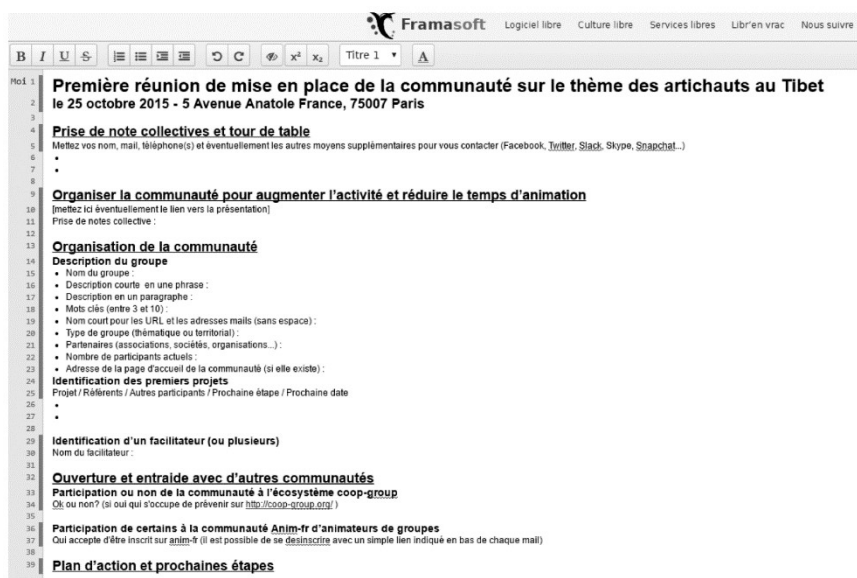 Framasoft Logiciel libre Culture libre Services libres Libr'en vrac Nous suivre
B I U S x² x₂ Titre 1 A
Moi 1 Première réunion de mise en place de la communauté sur le thème des artichauts au Tibet
2 le 25 octobre 2015 - 5 Avenue Anatole France, 75007 Paris
3
4 Prise de note collectives et tour de table
5 Mettez vos nom, mail, téléphone(s) et éventuellement les autres moyens supplémentaires pour vous contacter (Facebook, Twitter, Slack, Skype, Snapchat...)
6 •
7 •
8
9 Organiser la communauté pour augmenter l'activité et réduire le temps d'animation
10 [mettez ici éventuellement le lien vers la présentation]
11 Prise de notes collective :
12
13 Organisation de la communauté
14 Description du groupe
15 • Nom du groupe :
16 • Description courte en une phrase :
17 • Description en un paragraphe :
18 • Mots clés (entre 3 et 10) :
19 • Nom court pour les URL et les adresses mails (sans espace) :
20 • Type de groupe (thématique ou territorial) :
21 • Partenaires (associations, sociétés, organisations...) :
22 • Nombre de participants actuels :
23 • Adresse de la page d'accueil de la communauté (si elle existe) :
24 Identification des premiers projets
25 Projet / Référents / Autres participants / Prochaine étape / Prochaine date
26 •
27 •
28
29 Identification d'un facilitateur (ou plusieurs)
30 Nom du facilitateur :
31
32 Ouverture et entraide avec d'autres communautés
33 Participation ou non de la communauté à l'écosystème coop-group
34 Ok ou non? (si oui qui s'occupe de prévenir sur http://coop-group.org/ )
35
36 Participation de certains à la communauté Anim-fr d'animateurs de groupes
37 Qui accepte d'être inscrit sur anim-fr (il est possible de se desinscrire avec un simple lien indiqué en bas de chaque mail)
38
39 Plan d'action et prochaines étapes